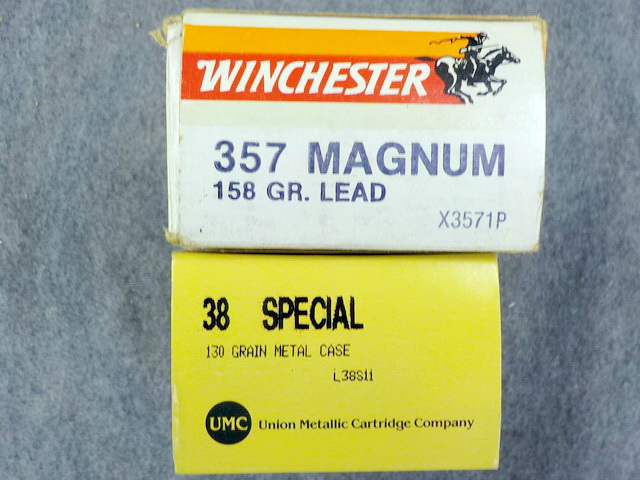 WINCHESTER
357 MAGNUM
158 GR. LEAD
X3571P
38 SPECIAL
130 GRAIN METAL CASE
L38S11
UMC Union Metallic Cartridge Company